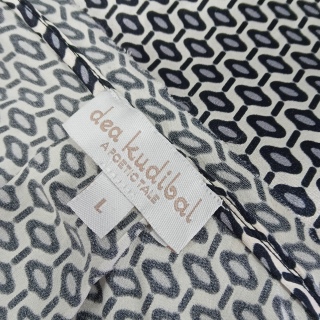 dea kudibal
A POETIC TALE
L